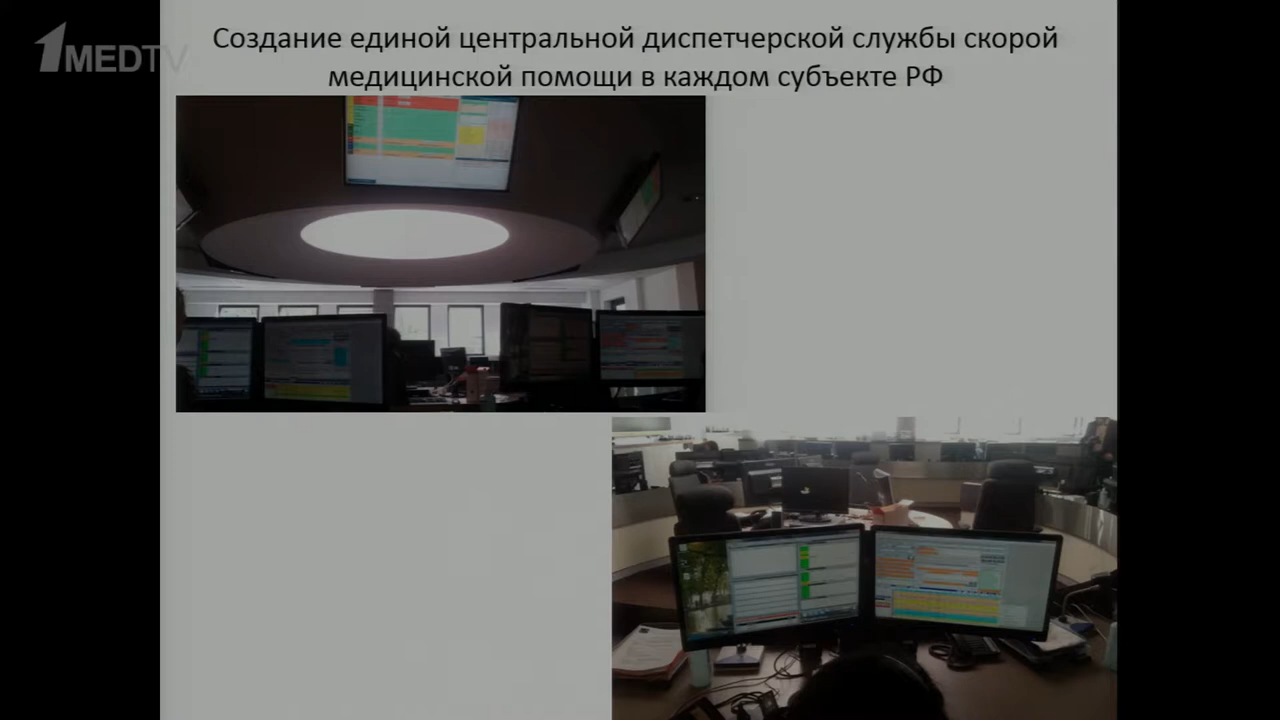 1MEDTV
Создание единой центральной диспетчерской службы скорой
медицинской помощи в каждом субъекте РФ